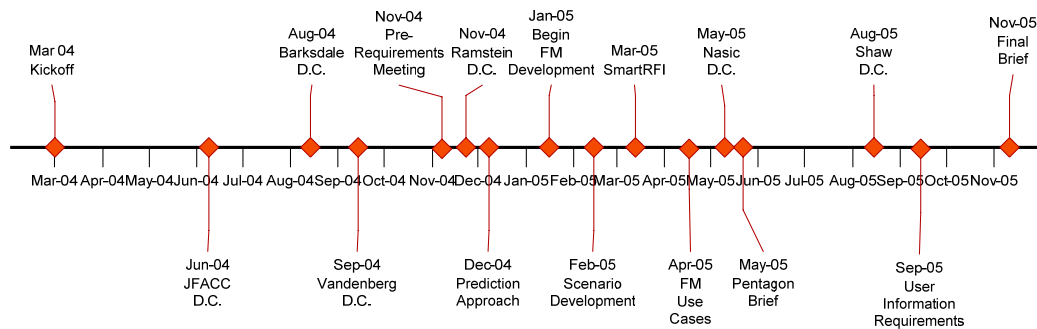 Mar 04
Kickoff
Aug-04
Barksdale
D.C.
Nov-04
Pre-
Requirements
Meeting
Nov-04
Ramstein
D.C.
Jan-05
Begin
FM
Development
Mar-05
SmartRFI
May-05
Nasic
D.C.
Aug-05
Shaw
D.C.
Nov-05
Final
Brief
Mar-04 Apr-04 May-04 Jun-04 Jul-04 Aug-04 Sep-04 Oct-04 Nov-04 Dec-04 Jan-05 Feb-05 Mar-05 Apr-05 May-05 Jun-05 Jul-05 Aug-05 Sep-05 Oct-05 Nov-05
Jun-04
JFACC
D.C.
Sep-04
Vandenberg
D.C.
Dec-04
Prediction
Approach
Feb-05
Scenario
Development
Apr-05
FM
Use
Cases
May-05
Pentagon
Brief
Sep-05
User
Information
Requirements